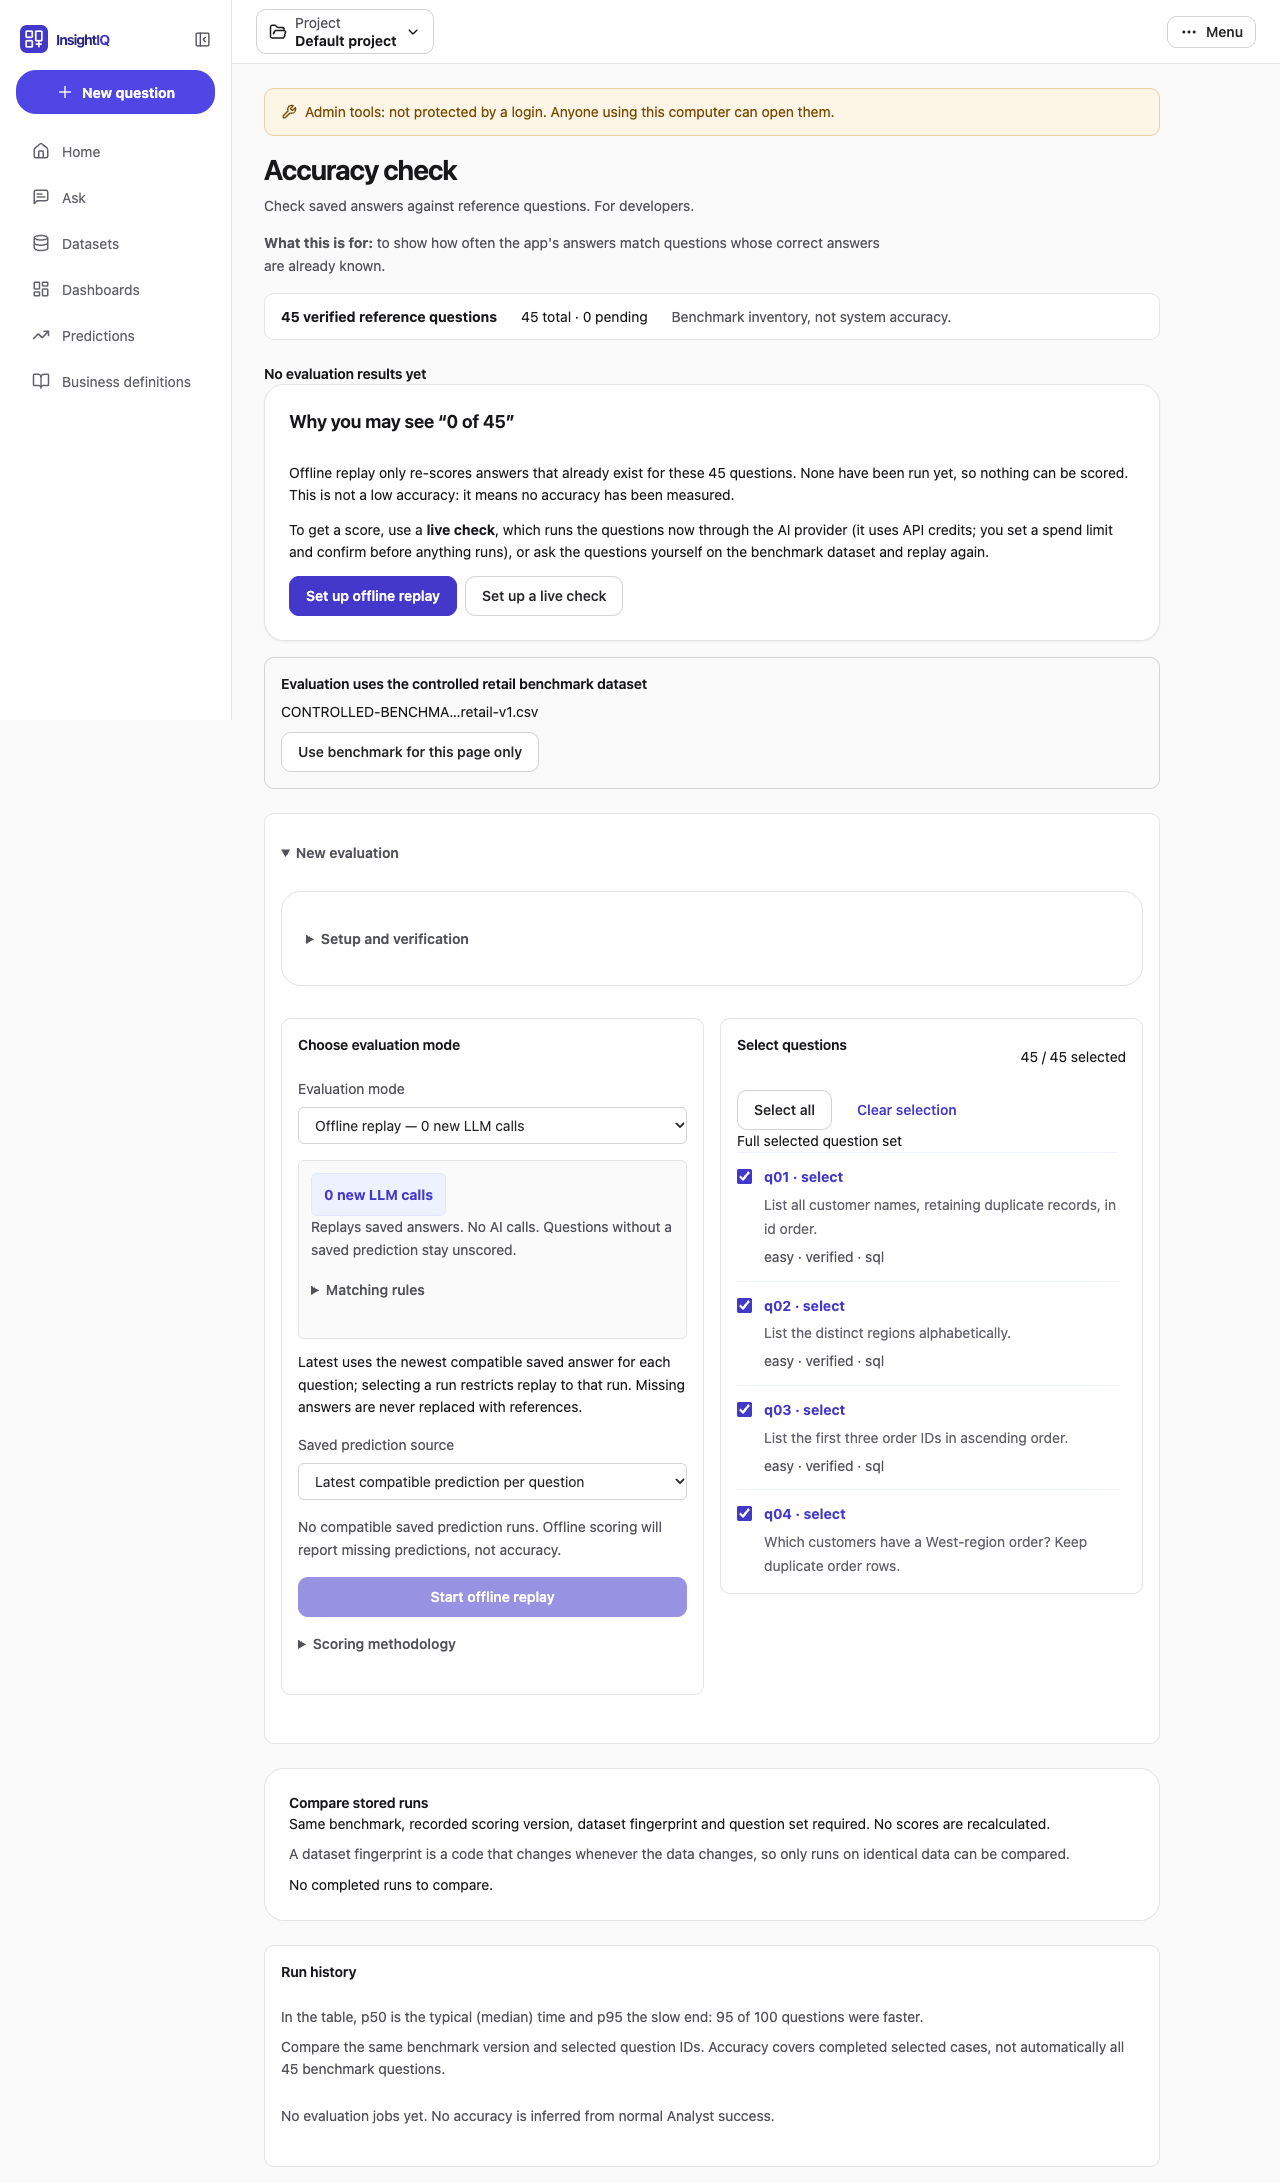 InsightIQ
Project
Default project
Menu
New question
Home
Ask
Datasets
Dashboards
Predictions
Business definitions
Admin tools: not protected by a login. Anyone using this computer can open them.
Accuracy check
Check saved answers against reference questions. For developers.
What this is for: to show how often the app's answers match questions whose correct answers
are already known.
45 verified reference questions 45 total · 0 pending Benchmark inventory, not system accuracy.
No evaluation results yet
Why you may see “0 of 45”
Offline replay only re-scores answers that already exist for these 45 questions. None have been run yet, so nothing can be scored.
This is not a low accuracy: it means no accuracy has been measured.
To get a score, use a live check, which runs the questions now through the AI provider (it uses API credits; you set a spend limit
and confirm before anything runs), or ask the questions yourself on the benchmark dataset and replay again.
Set up offline replay Set up a live check
Evaluation uses the controlled retail benchmark dataset
CONTROLLED-BENCHMA...retail-v1.csv
Use benchmark for this page only
New evaluation
Setup and verification
Choose evaluation mode
Evaluation mode
Offline replay — 0 new LLM calls
0 new LLM calls
Replays saved answers. No AI calls. Questions without a
saved prediction stay unscored.
Matching rules
Latest uses the newest compatible saved answer for each
question; selecting a run restricts replay to that run. Missing
answers are never replaced with references.
Saved prediction source
Latest compatible prediction per question
No compatible saved prediction runs. Offline scoring will
report missing predictions, not accuracy.
Start offline replay
Scoring methodology
Select questions
45 / 45 selected
Select all Clear selection
Full selected question set
q01 · select
List all customer names, retaining duplicate records, in
id order.
easy · verified · sql
q02 · select
List the distinct regions alphabetically.
easy · verified · sql
q03 · select
List the first three order IDs in ascending order.
easy · verified · sql
q04 · select
Which customers have a West-region order? Keep
duplicate order rows.
Compare stored runs
Same benchmark, recorded scoring version, dataset fingerprint and question set required. No scores are recalculated.
A dataset fingerprint is a code that changes whenever the data changes, so only runs on identical data can be compared.
No completed runs to compare.
Run history
In the table, p50 is the typical (median) time and p95 the slow end: 95 of 100 questions were faster.
Compare the same benchmark version and selected question IDs. Accuracy covers completed selected cases, not automatically all
45 benchmark questions.
No evaluation jobs yet. No accuracy is inferred from normal Analyst success.